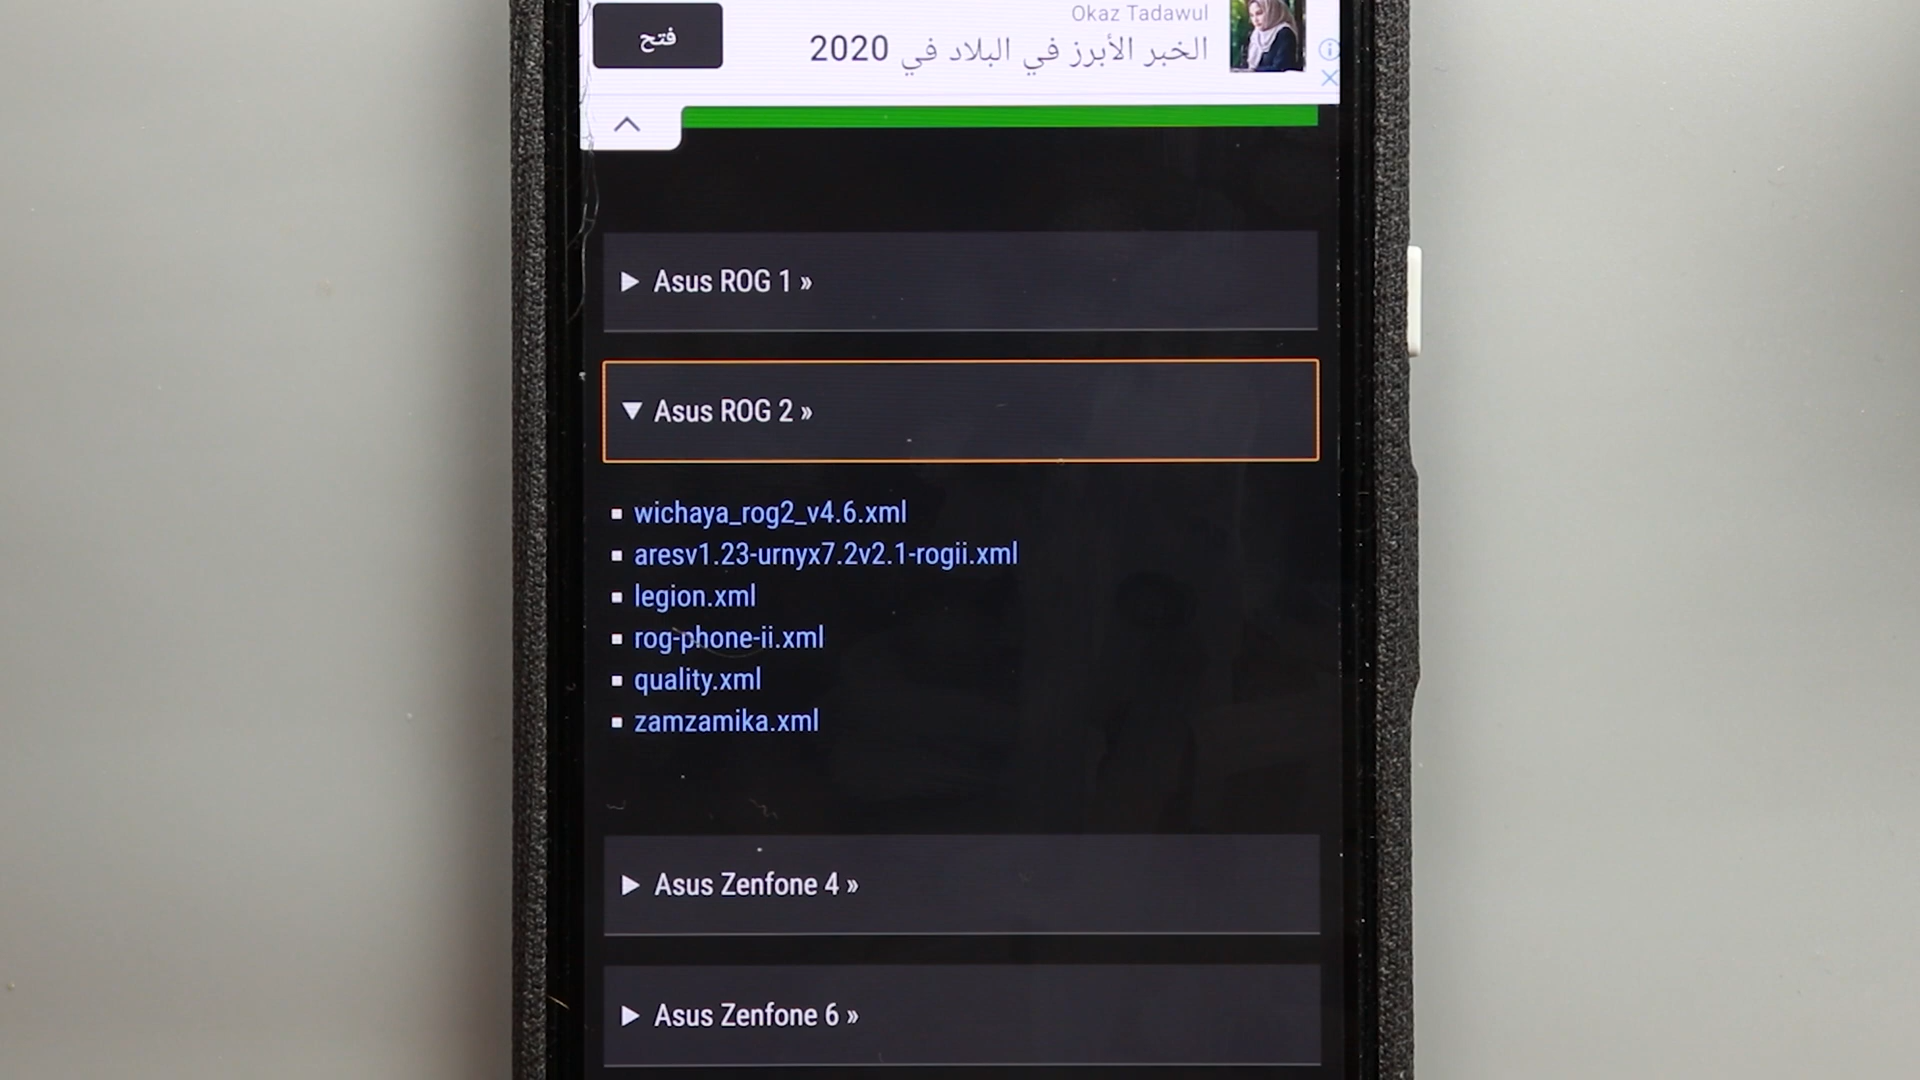 Okaz Tadawul
الخبر الأبرز في البلاد في 2020
فتح
Asus ROG 1 »
Asus ROG 2 »
wichaya_rog2_v4.6.xml
aresv1.23-urnyx7.2v2.1-rogii.xml
legion.xml
rog-phone-ii.xml
quality.xml
zamzamika.xml
Asus Zenfone 4 »
Asus Zenfone 6 »